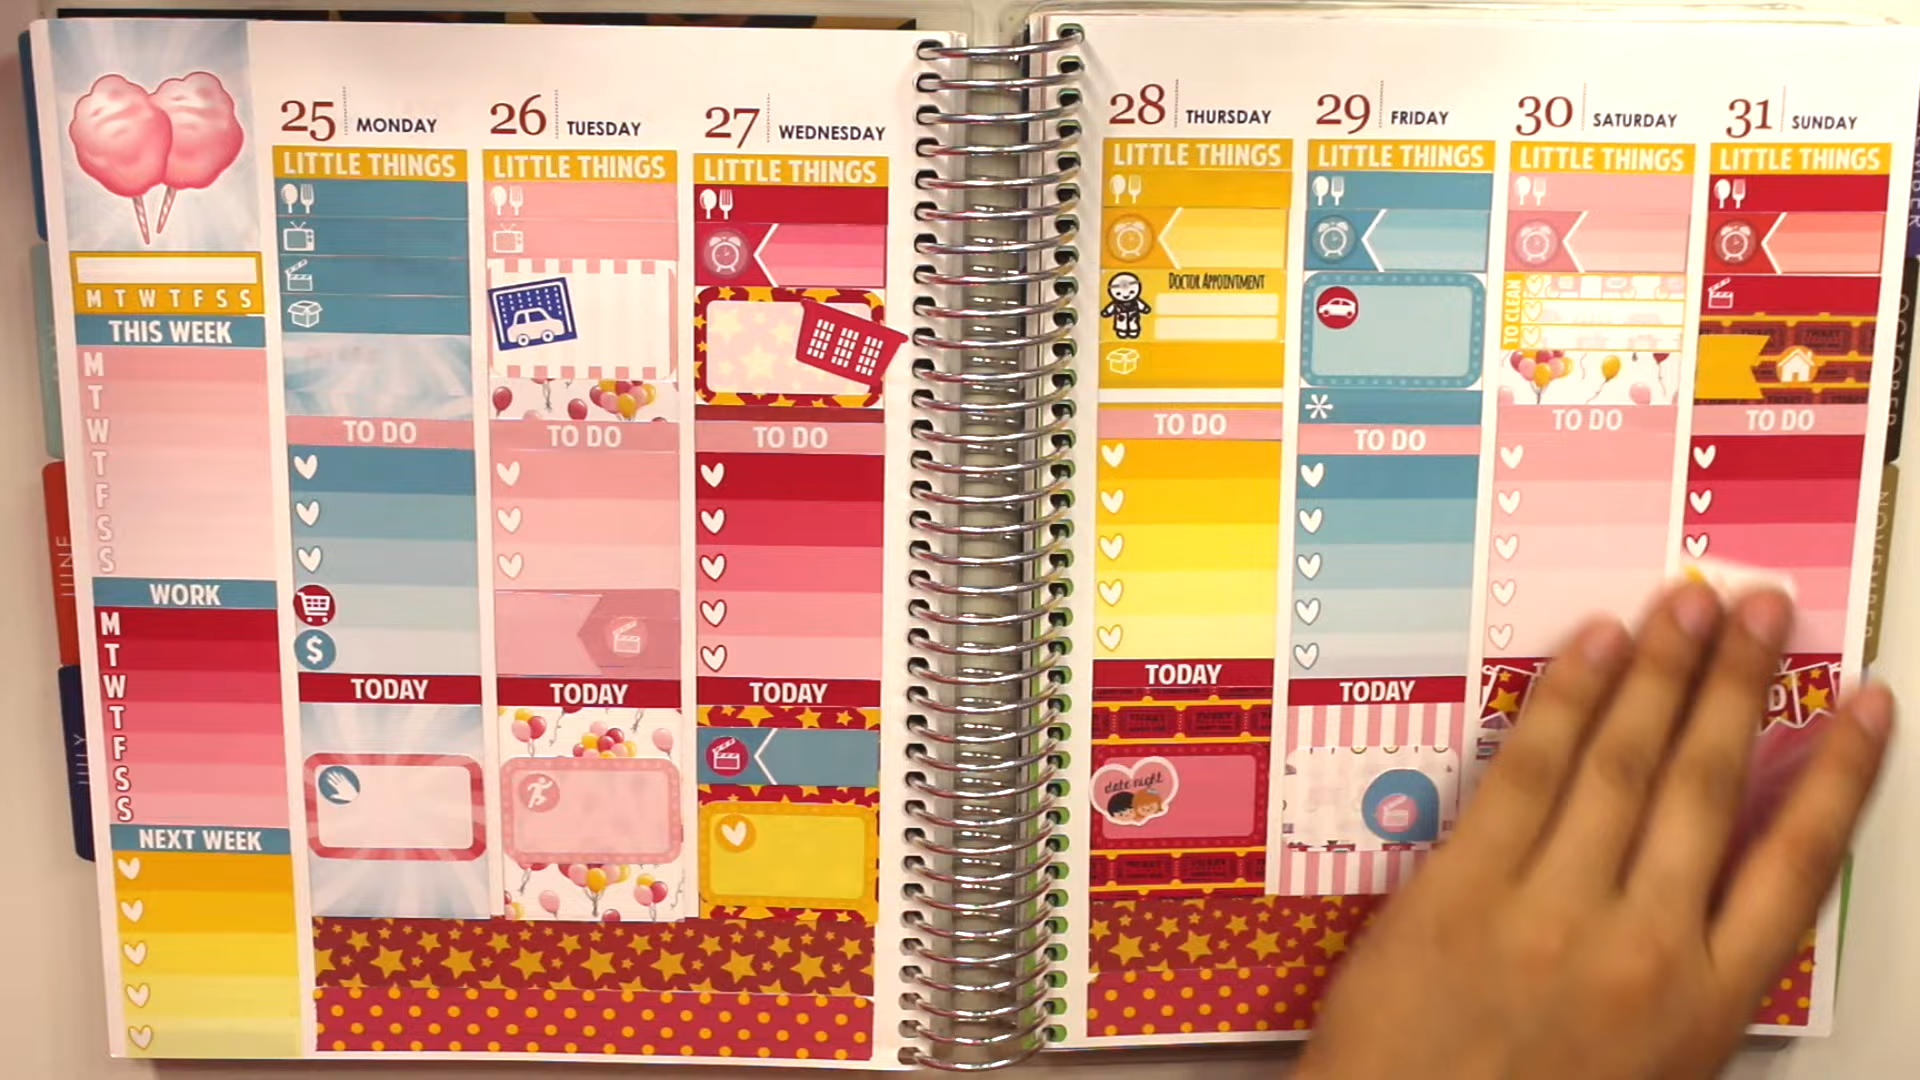 25 MONDAY
26 TUESDAY
27 WEDNESDAY
28 THURSDAY
29 FRIDAY
30 SATURDAY
31 SUNDAY
LITTLE THINGS
LITTLE THINGS
LITTLE THINGS
LITTLE THINGS
LITTLE THINGS
LITTLE THINGS
LITTLE THINGS
M T W T F S S
THIS WEEK
M
T
W
T
F
S
S
WORK
M
T
W
T
F
S
S
NEXT WEEK
DOCTOR APPOINTMENT
TO CLEAN
TO DO
TO DO
TO DO
TO DO
TO DO
TO DO
TO DO
$
TODAY
TODAY
TODAY
TODAY
TODAY
date night
JUNE
JULY
OCTOBER
NOVEMBER